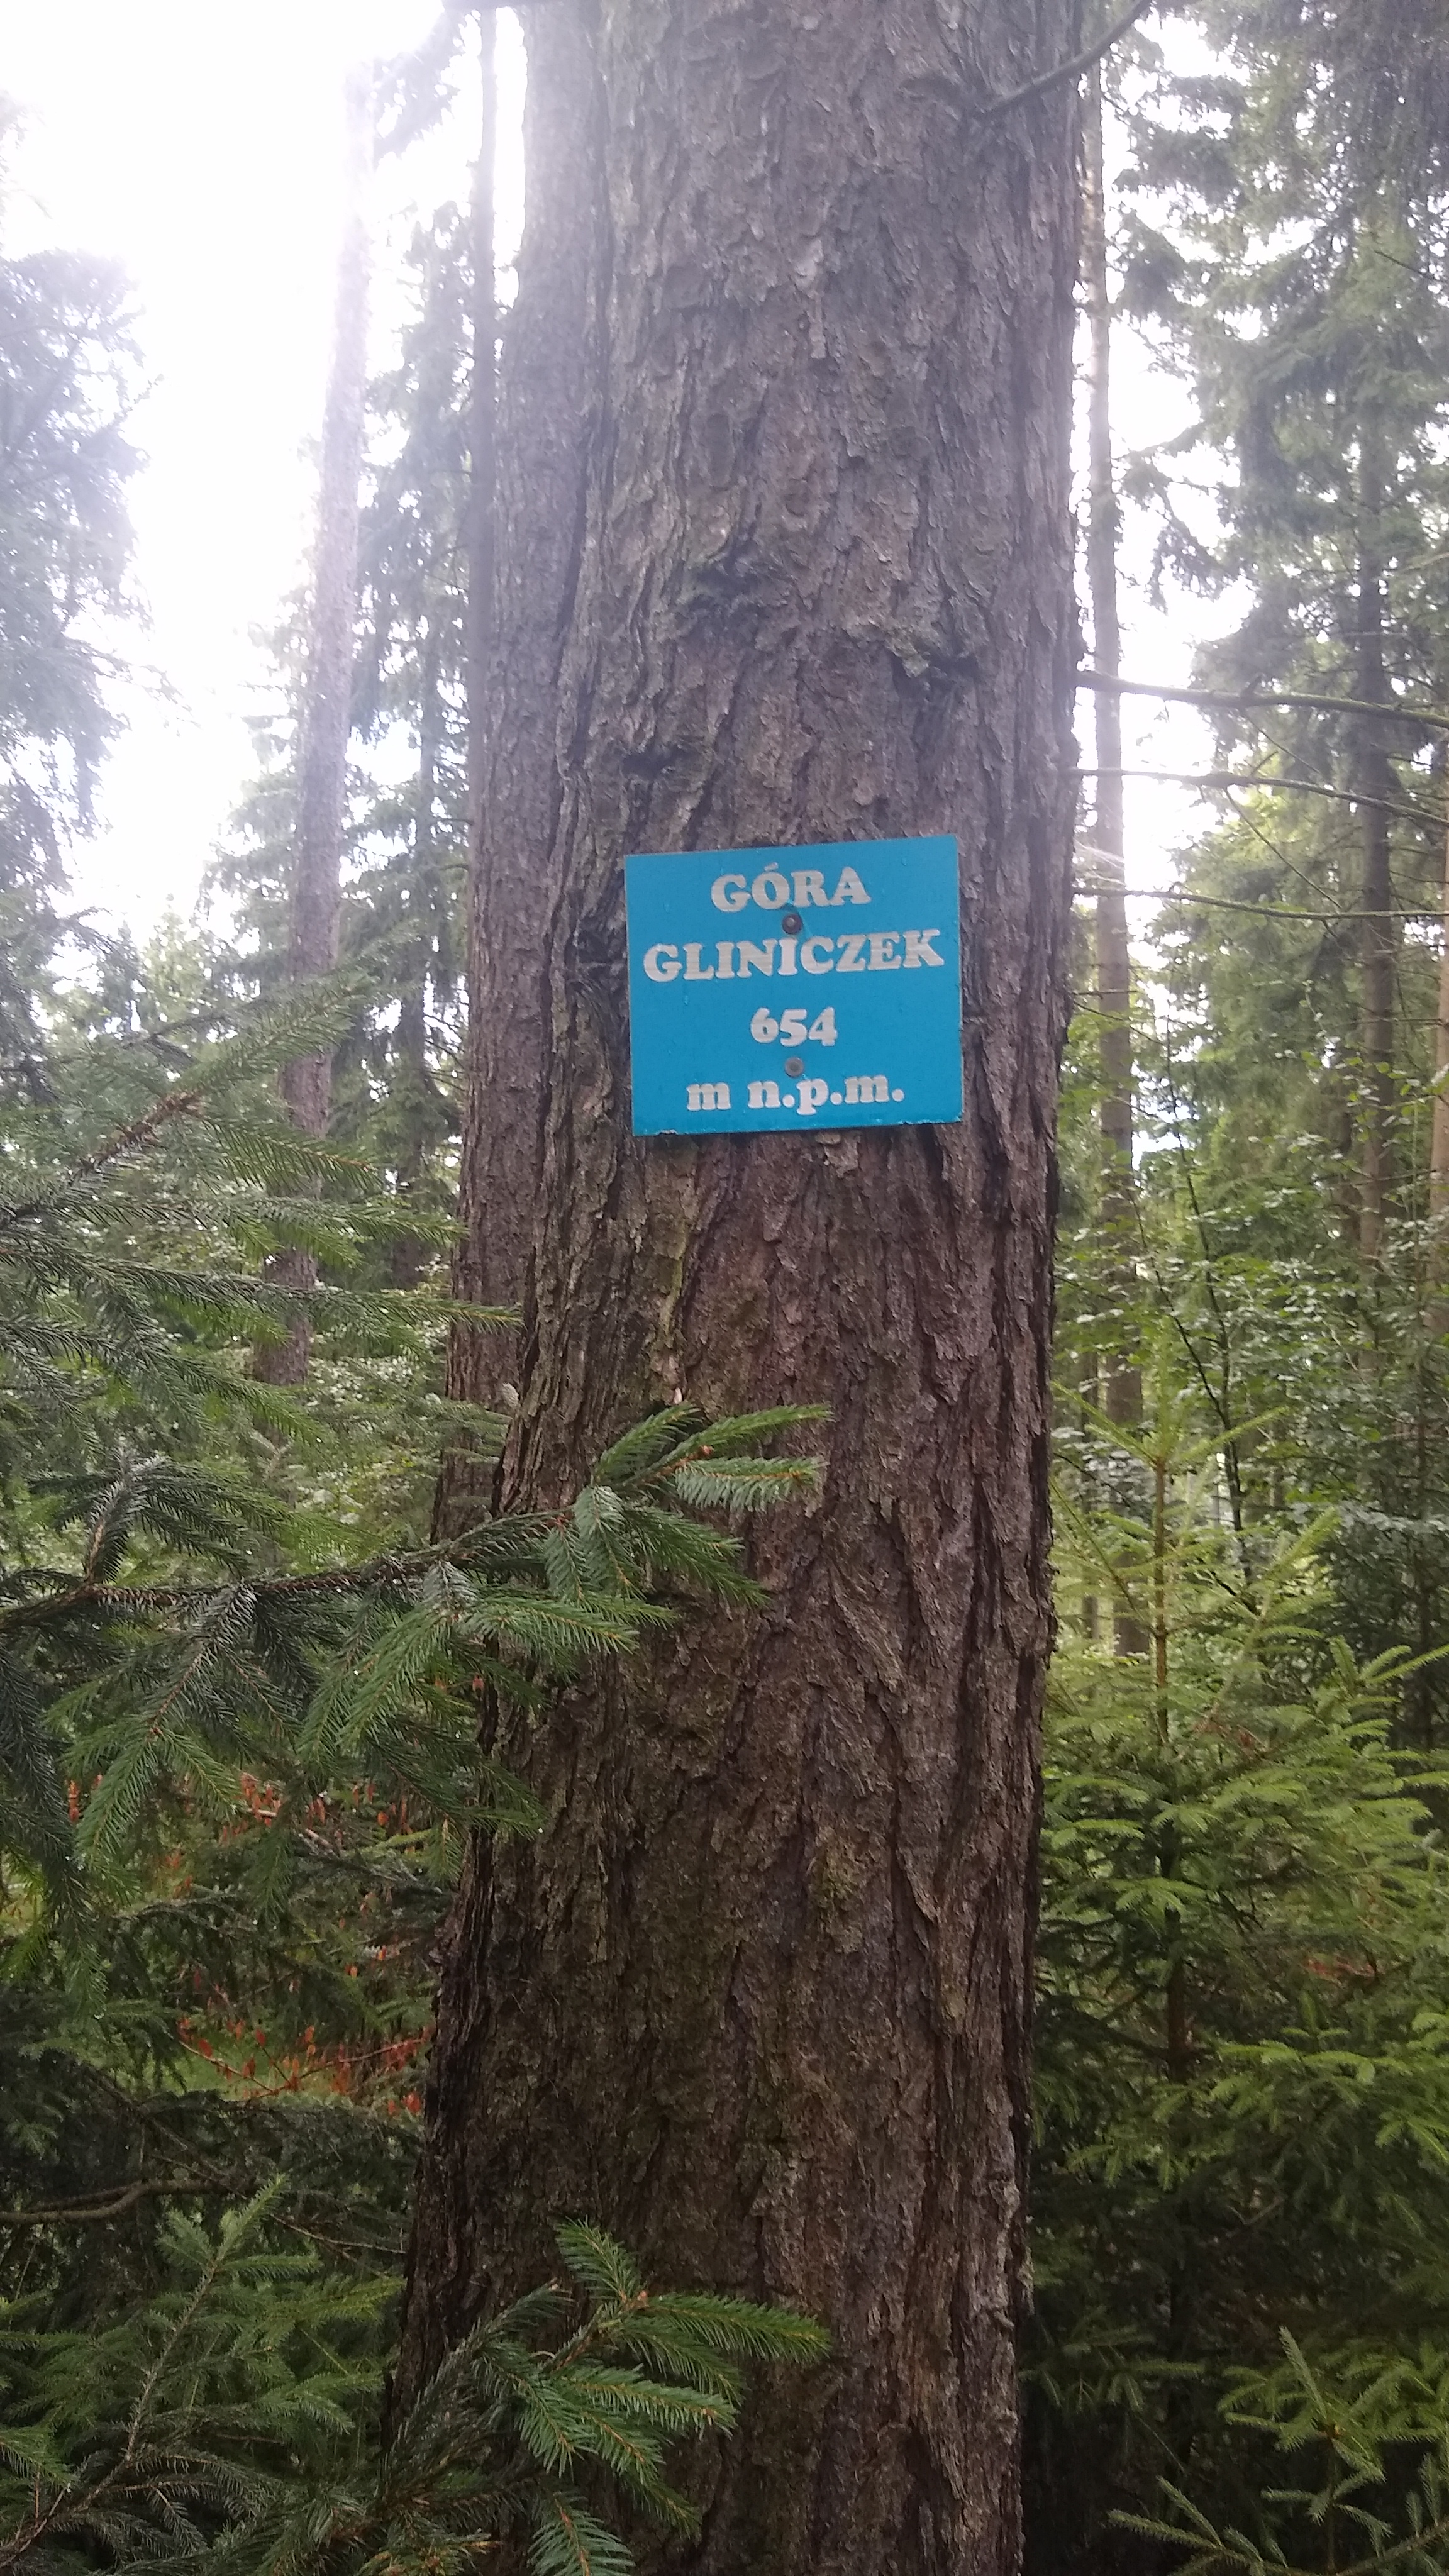 GÓRA
GLINICZEK
654
m n.p.m.